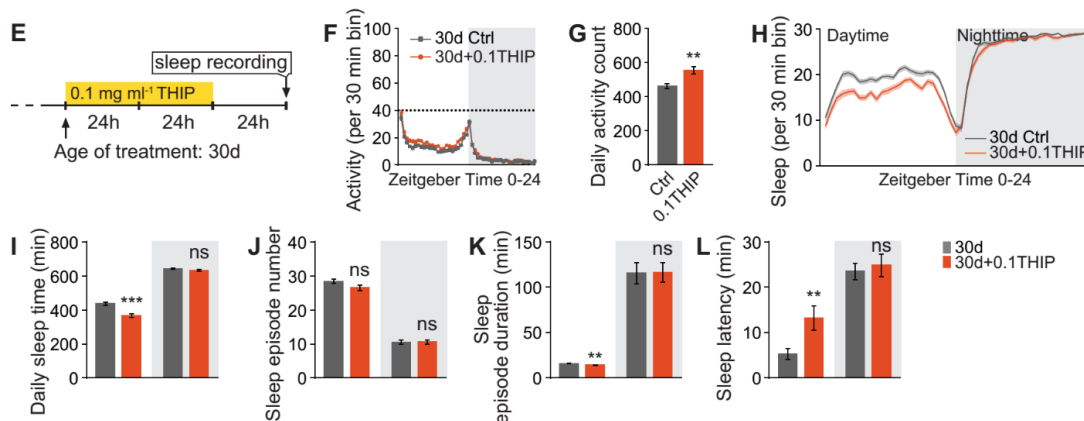 E
sleep recording
0.1 mg ml⁻¹ THIP
24h 24h 24h
Age of treatment: 30d
F
30d Ctrl
30d+0.1THIP
Activity (per 30 min bin)
100
80
60
40
20
0
Zeitgeber Time 0-24
G
Daily activity count
800
600
400
200
0
**
Ctrl
0.1THIP
H
Daytime Nighttime
Sleep (per 30 min bin)
30
20
10
0
30d Ctrl
30d+0.1THIP
Zeitgeber Time 0-24
I
Daily sleep time (min)
800
600
400
200
0
***
ns
J
Sleep episode number
40
30
20
10
0
ns
ns
K
Sleep
episode duration (min)
150
100
50
0
**
ns
L
Sleep latency (min)
30
20
10
0
**
ns
30d
30d+0.1THIP